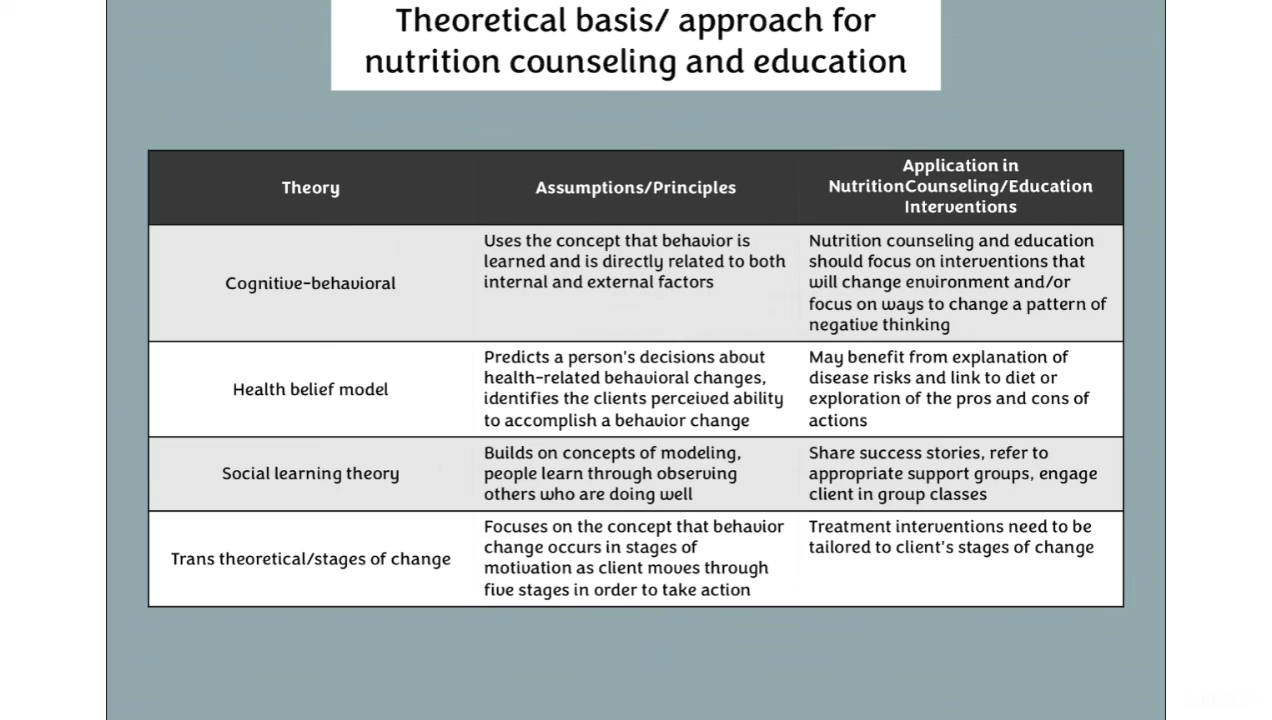 Theoretical basis/ approach for
nutrition counseling and education
Theory
Assumptions/Principles
Application in
NutritionCounseling/Education
Interventions
Cognitive-behavioral
Uses the concept that behavior is
learned and is directly related to both
internal and external factors
Nutrition counseling and education
should focus on interventions that
will change environment and/or
focus on ways to change a pattern of
negative thinking
Health belief model
Predicts a person's decisions about
health-related behavioral changes,
identifies the clients perceived ability
to accomplish a behavior change
May benefit from explanation of
disease risks and link to diet or
exploration of the pros and cons of
actions
Social learning theory
Builds on concepts of modeling,
people learn through observing
others who are doing well
Share success stories, refer to
appropriate support groups, engage
client in group classes
Trans theoretical/stages of change
Focuses on the concept that behavior
change occurs in stages of
motivation as client moves through
five stages in order to take action
Treatment interventions need to be
tailored to client's stages of change